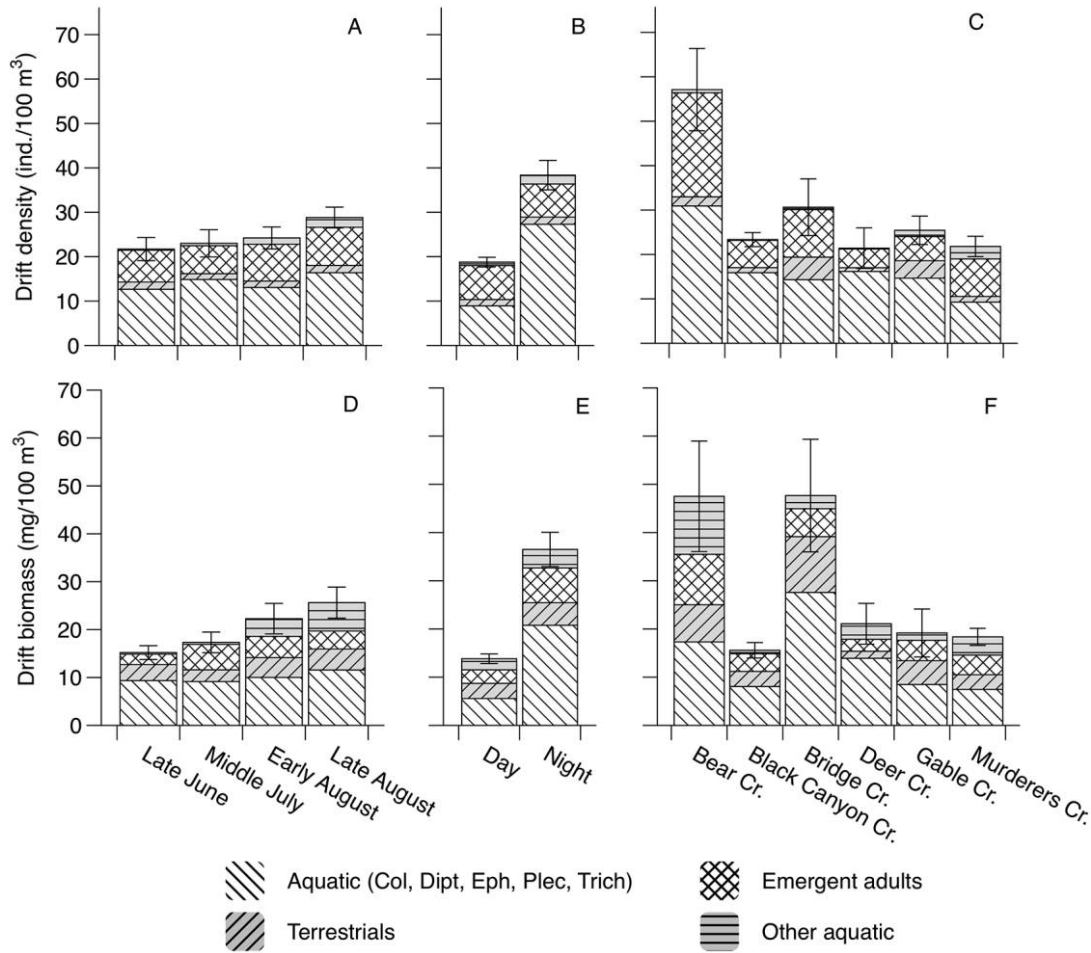 A
B
C
Drift density (ind./100 m³)
70
60
50
40
30
20
10
0
D
E
F
Drift biomass (mg/100 m³)
70
60
50
40
30
20
10
0
Late June
Middle July
Early August
Late August
Day
Night
Bear Cr.
Black Canyon Cr.
Bridge Cr.
Deer Cr.
Gable Cr.
Murderers Cr.
Aquatic (Col, Dipt, Eph, Plec, Trich)
Emergent adults
Terrestrials
Other aquatic